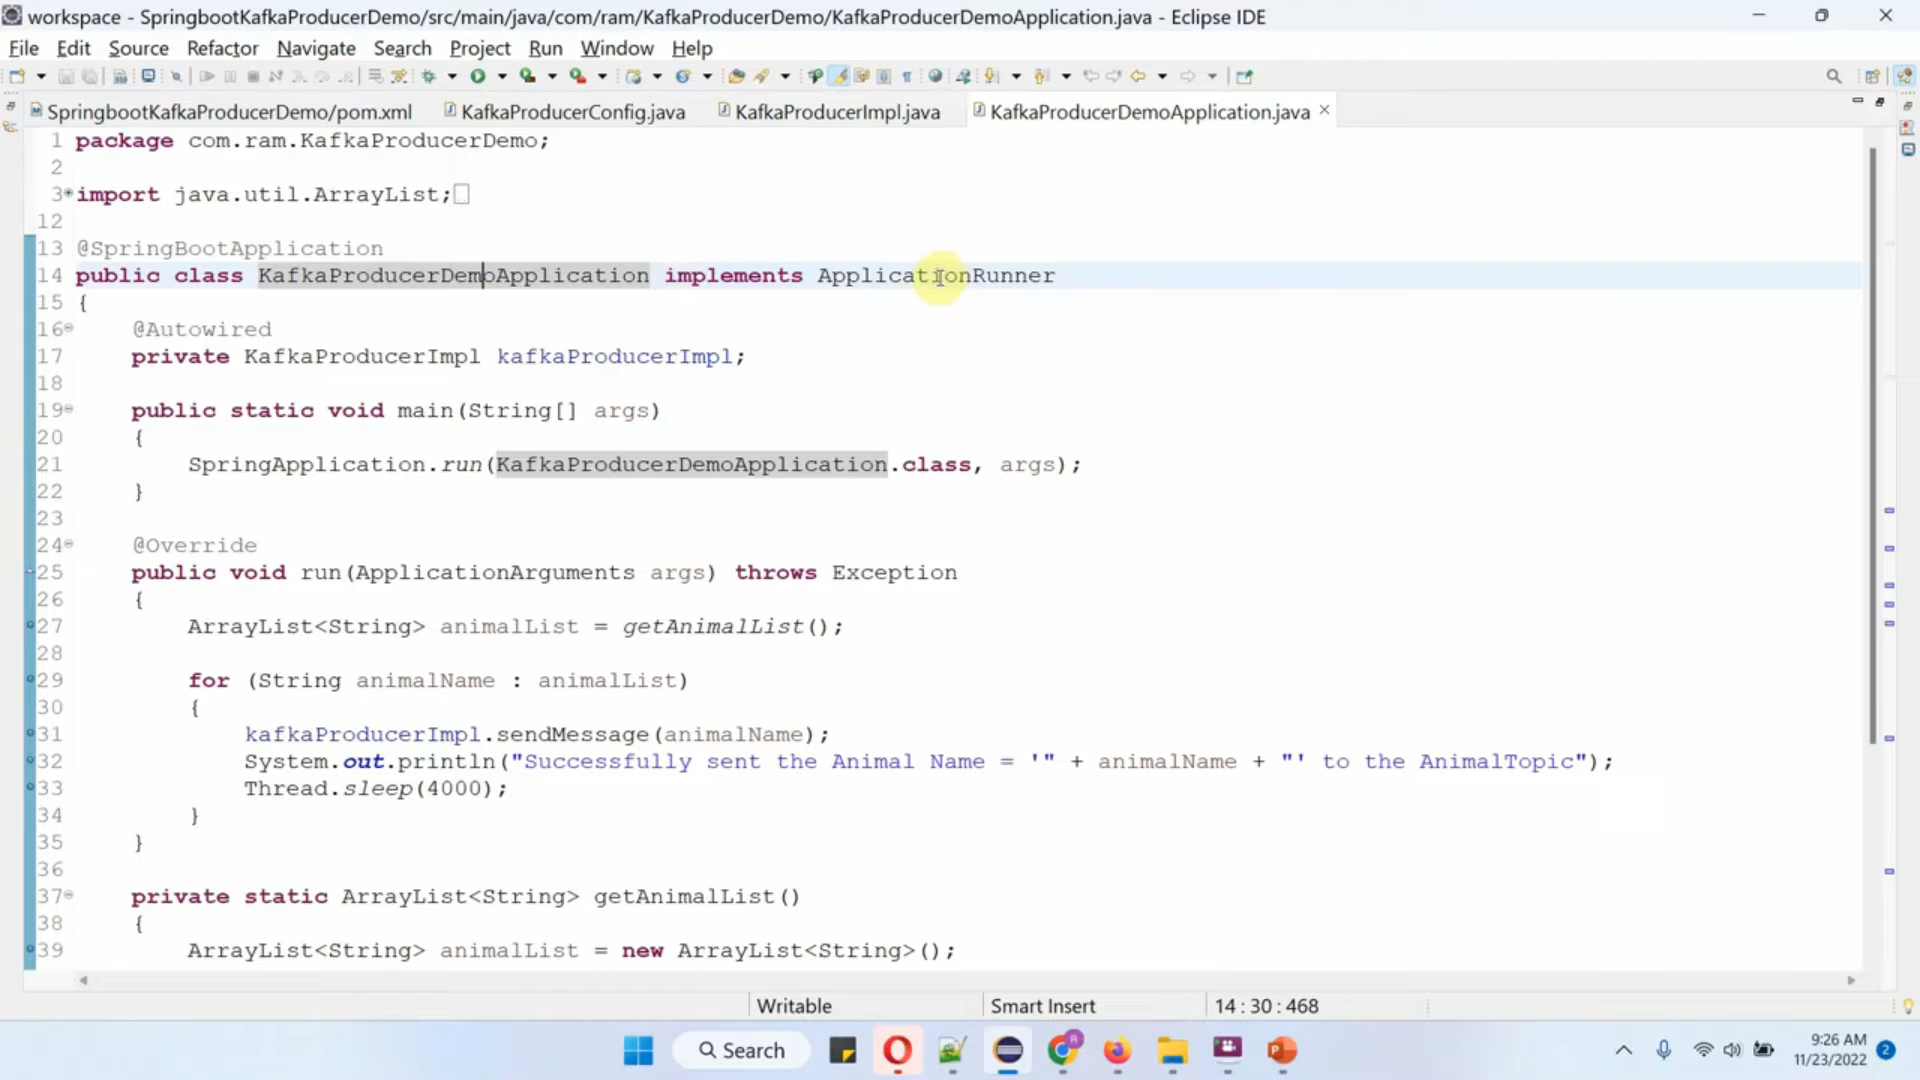 workspace - SpringbootKafkaProducerDemo/src/main/java/com/ram/KafkaProducerDemo/KafkaProducerDemoApplication.java - Eclipse IDE
File Edit Source Refactor Navigate Search Project Run Window Help
SpringbootKafkaProducerDemo/pom.xml KafkaProducerConfig.java KafkaProducerImpl.java KafkaProducerDemoApplication.java
1 package com.ram.KafkaProducerDemo;
2
3 import java.util.ArrayList;
12
13 @SpringBootApplication
14 public class KafkaProducerDemoApplication implements ApplicationRunner
15 {
16 @Autowired
17 private KafkaProducerImpl kafkaProducerImpl;
18
19 public static void main(String[] args)
20 {
21 SpringApplication.run(KafkaProducerDemoApplication.class, args);
22 }
23
24 @Override
25 public void run(ApplicationArguments args) throws Exception
26 {
27 ArrayList<String> animalList = getAnimalList();
28
29 for (String animalName : animalList)
30 {
31 kafkaProducerImpl.sendMessage(animalName);
32 System.out.println("Successfully sent the Animal Name = '" + animalName + "' to the AnimalTopic");
33 Thread.sleep(4000);
34 }
35 }
36
37 private static ArrayList<String> getAnimalList()
38 {
39 ArrayList<String> animalList = new ArrayList<String>();
Writable Smart Insert 14 : 30 : 468
Search
R
9:26 AM
11/23/2022
2